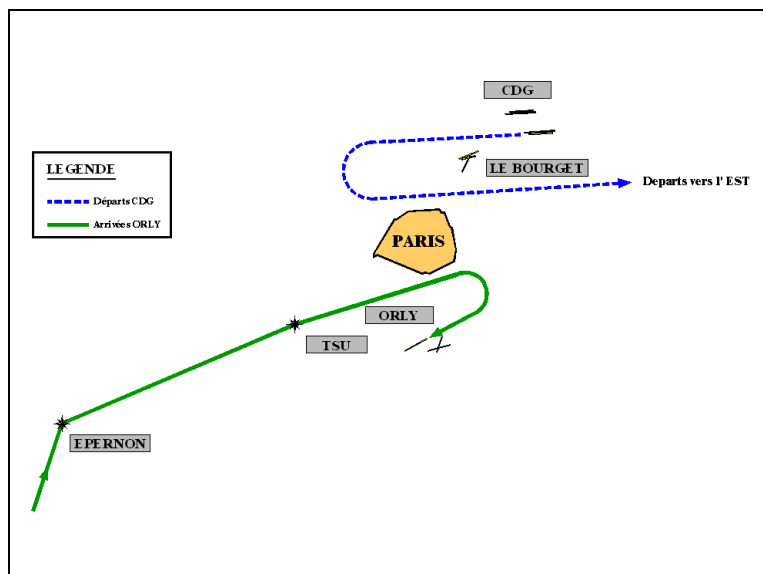 CDG
LE BOURGET
Departs vers l' EST
LEGENDE
Départs CDG
Arrivées ORLY
PARIS
ORLY
TSU
EPERNON